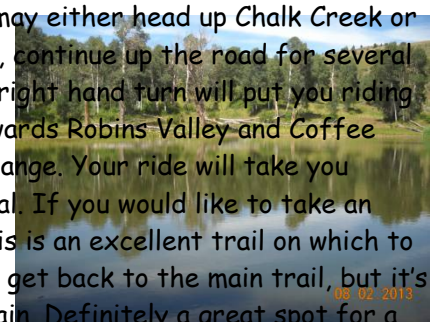 may either head up Chalk Creek or
, continue up the road for several
right hand turn will put you riding
wards Robins Valley and Coffee
ange. Your ride will take you
al. If you would like to take an
is is an excellent trail on which to
get back to the main trail, but it's
08.02.2013
ain. Definitely a great spot for a